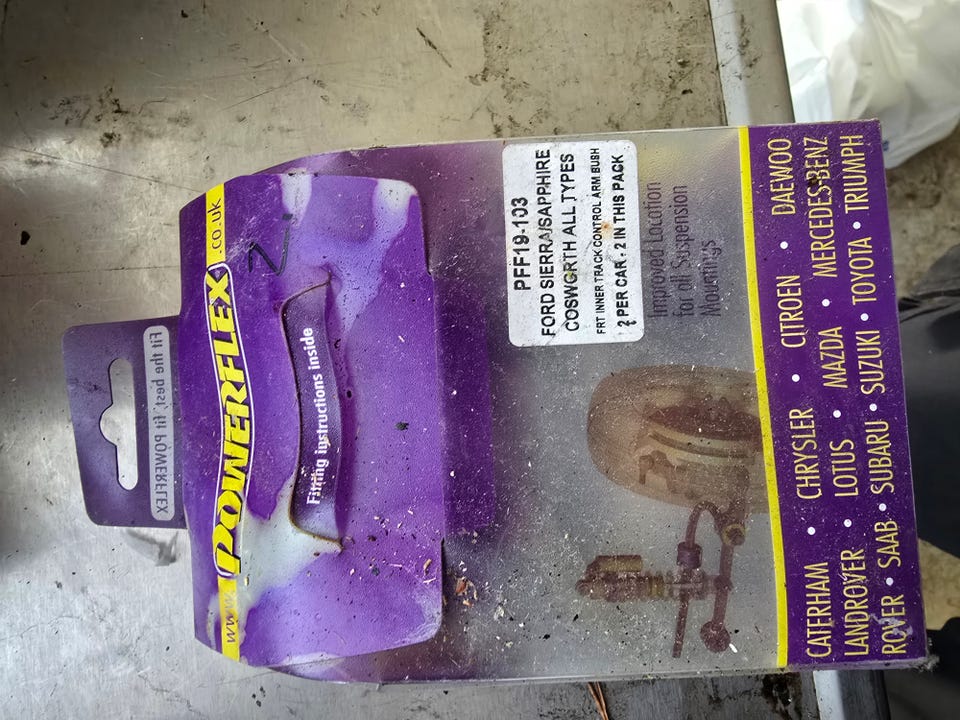 Fit the best, fit POWERFLEX
www.POWERFLEX.co.uk
Fitting instructions inside
PFF19-103
FORD SIERRA/SAPPHIRE
COSWORTH ALL TYPES
FRT INNER TRACK CONTROL ARM BUSH
2 PER CAR. 2 IN THIS PACK
Improved Location
for all Suspension
Mountings
CATERHAM • CHRYSLER • CITROEN • DAEWOO
LANDROVER • LOTUS • MAZDA • MERCEDES-BENZ
ROVER • SAAB • SUBARU • SUZUKI • TOYOTA • TRIUMPH